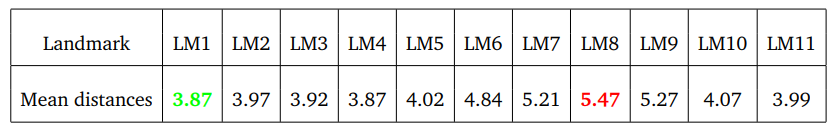 Landmark LM1 LM2 LM3 LM4 LM5 LM6 LM7 LM8 LM9 LM10 LM11
Mean distances 3.87 3.97 3.92 3.87 4.02 4.84 5.21 5.47 5.27 4.07 3.99